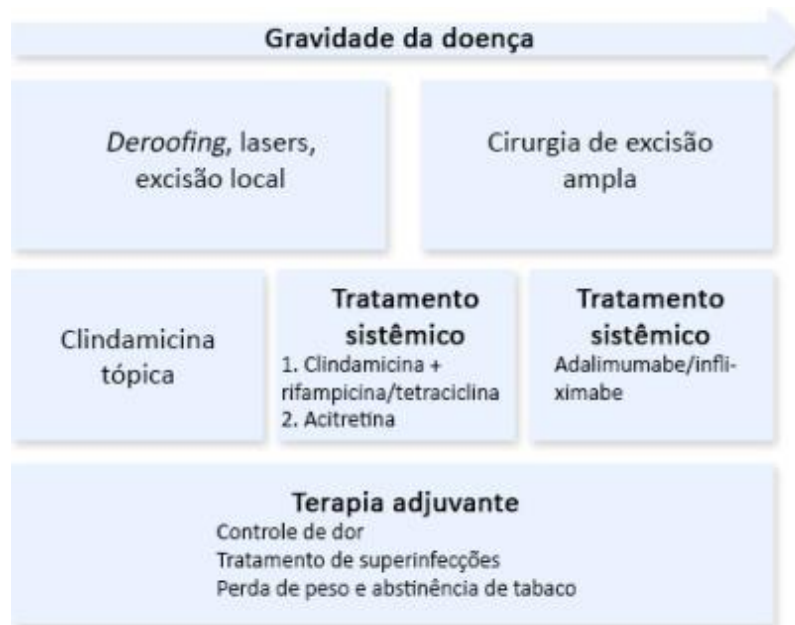 Gravidade da doença
Deroofing, lasers,
excisão local
Cirurgia de excisão
ampla
Clindamicina
tópica
Tratamento
sistêmico
1. Clindamicina +
rifampicina/tetraciclina
2. Acitretina
Tratamento
sistêmico
Adalimumabe/infli-
ximabe
Terapia adjuvante
Controle de dor
Tratamento de superinfecções
Perda de peso e abstinência de tabaco